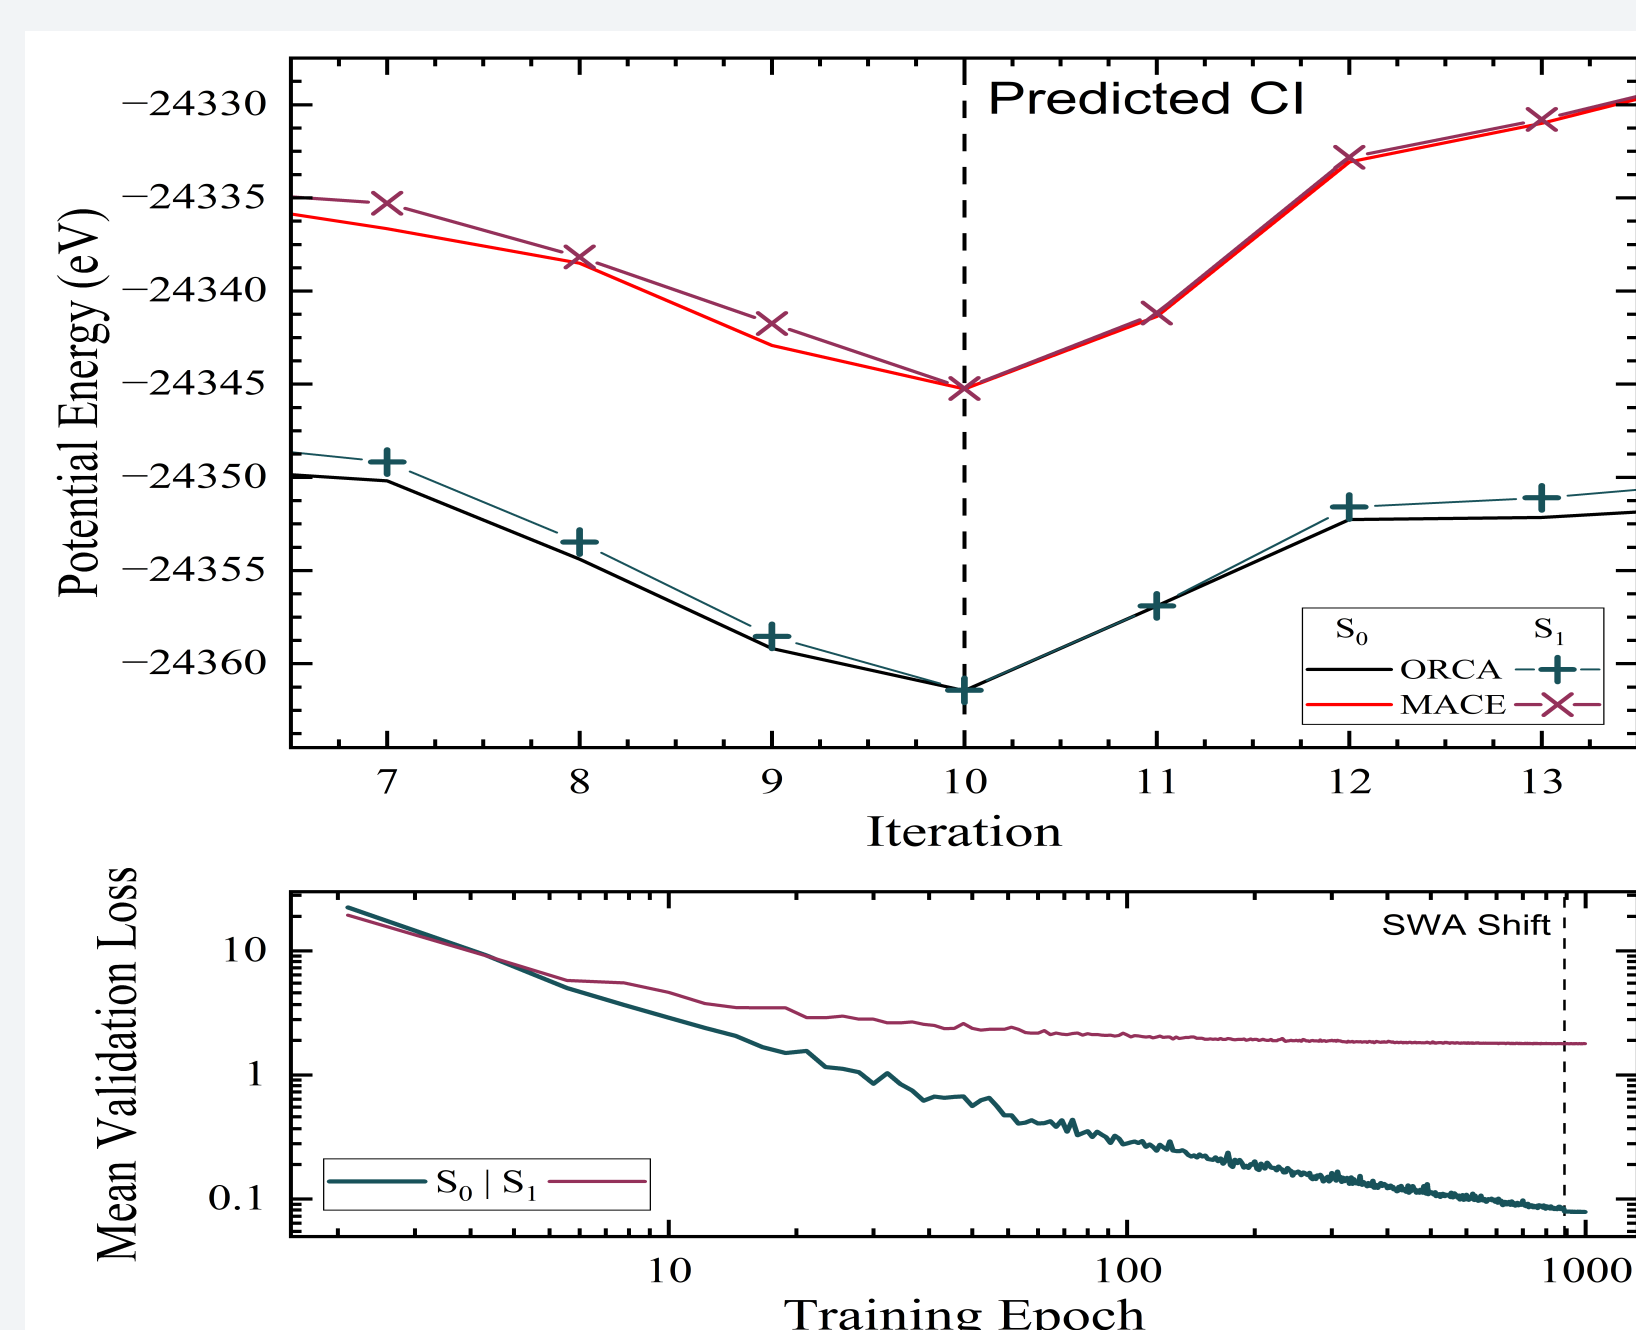 Predicted CI
−24330
−24335
−24340
−24345
−24350
−24355
−24360
Potential Energy (eV)
S0 S1
ORCA
MACE
7 8 9 10 11 12 13
Iteration
SWA Shift
10
1
0.1
Mean Validation Loss
S0 | S1
10 100 1000
Training Epoch